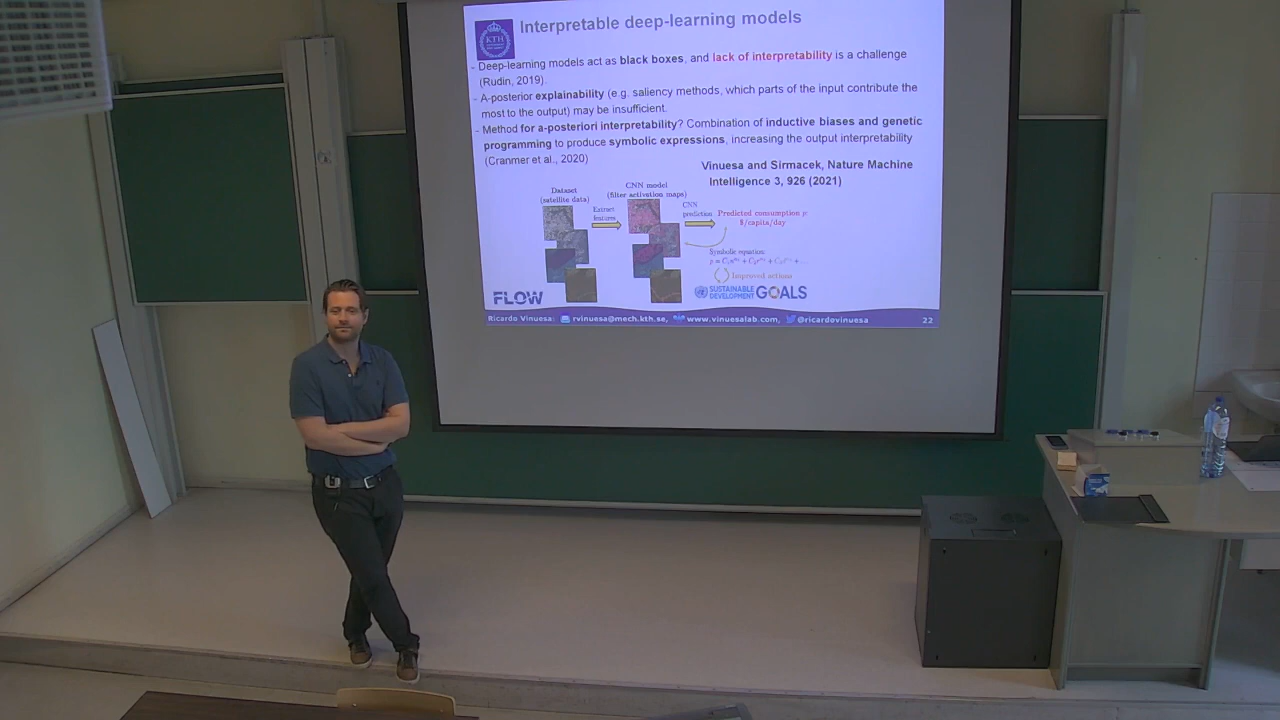 Interpretable deep-learning models
KTH
- Deep-learning models act as black boxes, and lack of interpretability is a challenge
(Rudin, 2019).
- A-posterior explainability (e.g. saliency methods, which parts of the input contribute the
most to the output) may be insufficient.
- Method for a-posteriori interpretability? Combination of inductive biases and genetic
programming to produce symbolic expressions, increasing the output interpretability
(Cranmer et al., 2020)
Vinuesa and Sirmacek, Nature Machine
Intelligence 3, 926 (2021)
Dataset
(satellite data)
Extract
features
CNN model
(filter activation maps)
CNN
prediction
Predicted consumption p:
$/capita/day
Symbolic equation:
Improved actions
SUSTAINABLE
DEVELOPMENT
GOALS
FLOW
Ricardo Vinuesa: rvinuesa@mech.kth.se, www.vinuesalab.com, @ricardovinuesa 22